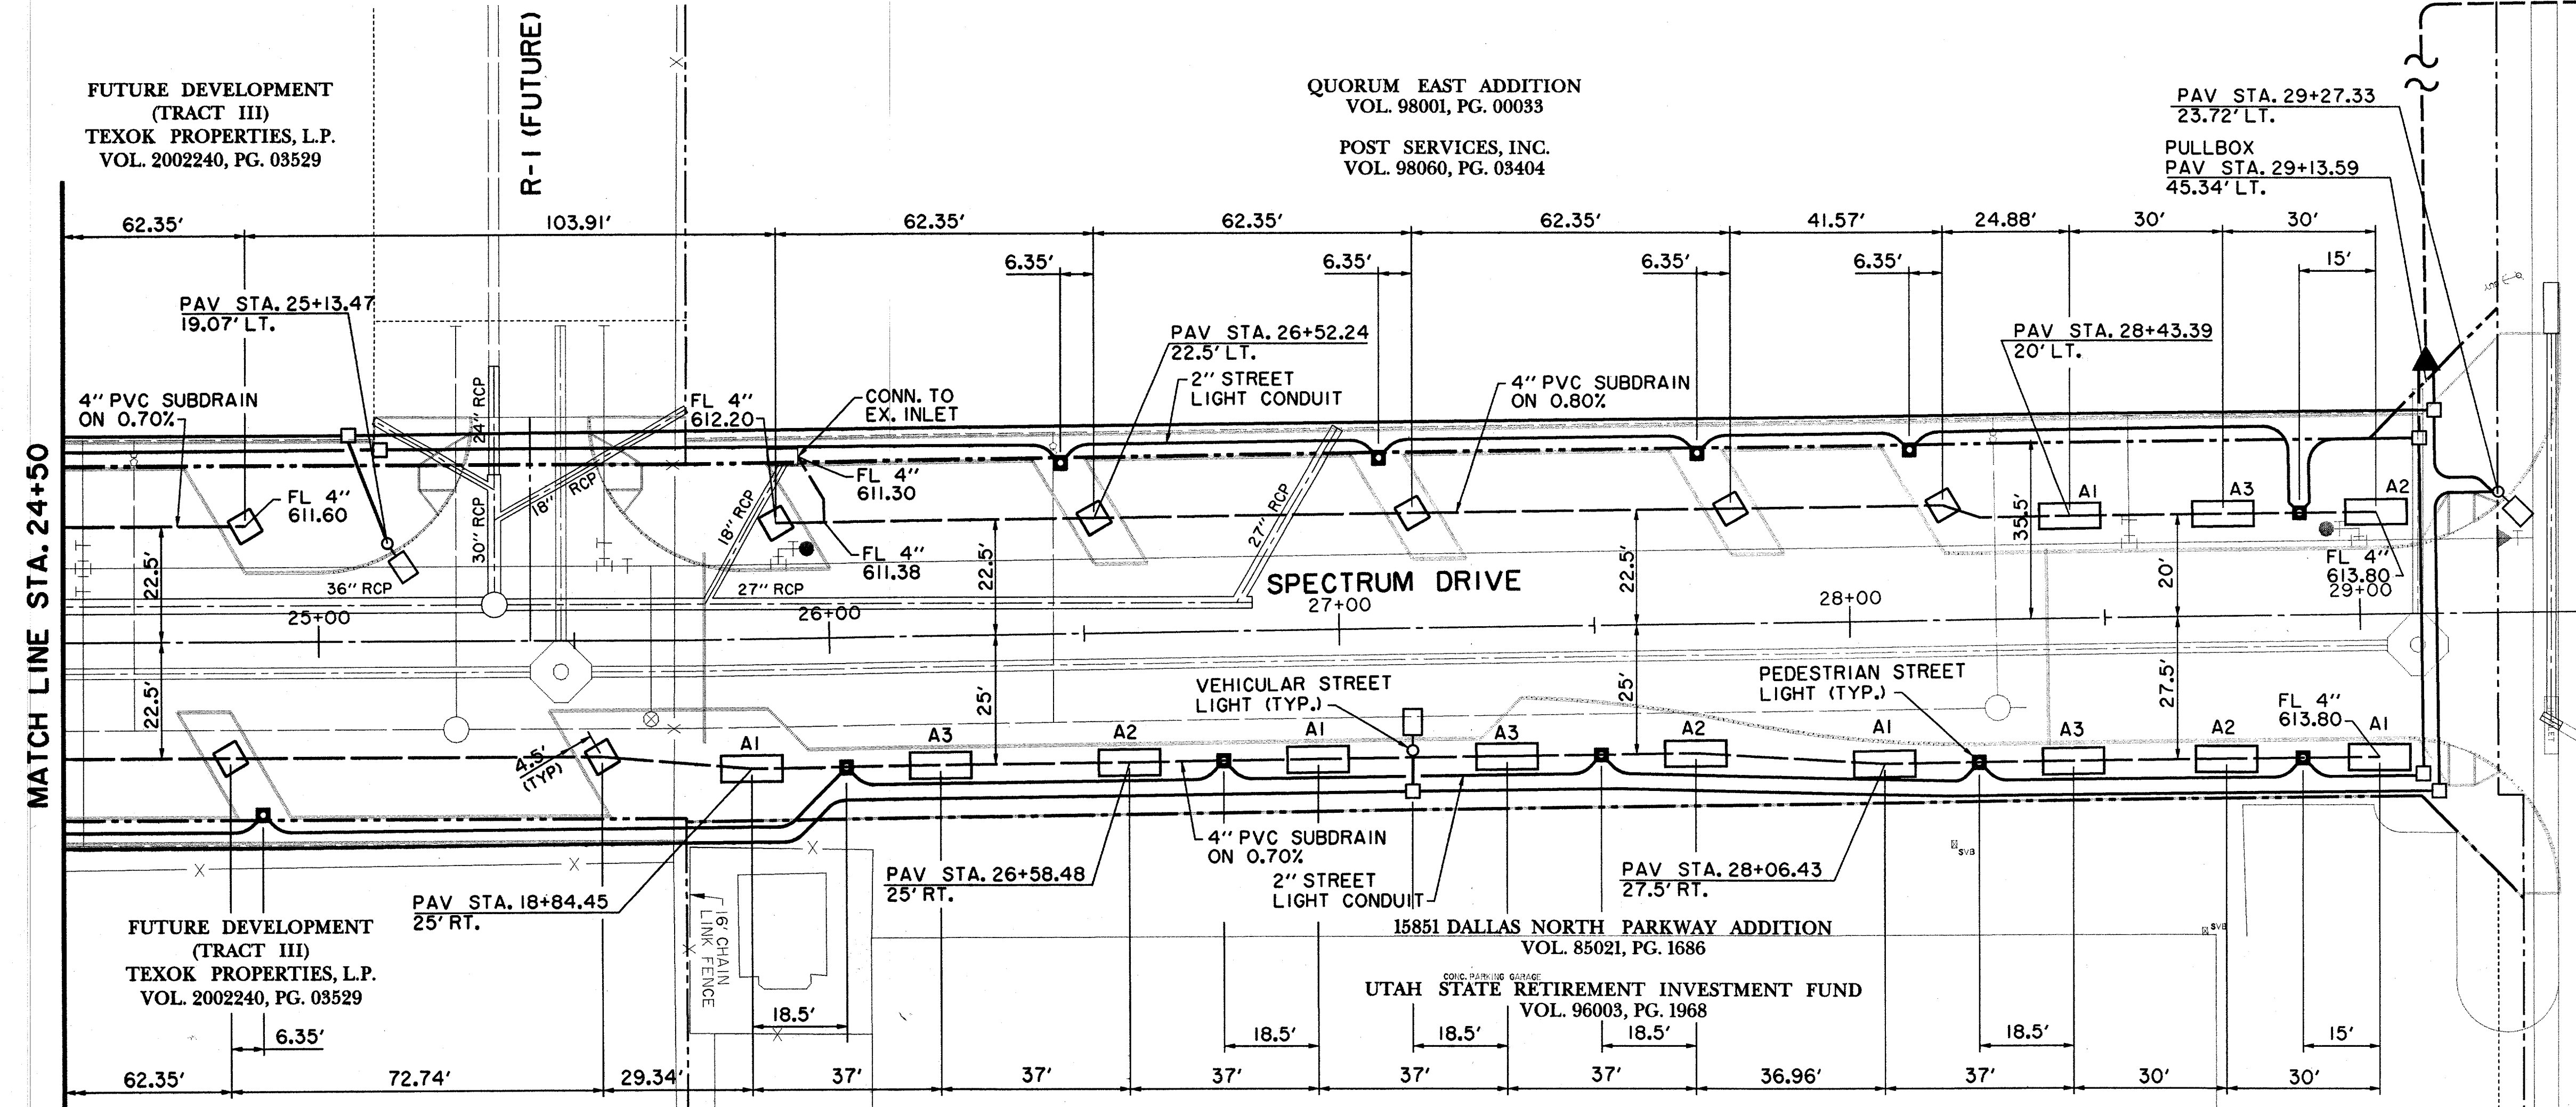 FUTURE DEVELOPMENT
(TRACT III)
TEXOK PROPERTIES, L.P.
VOL. 2002240, PG. 03529
R-1 (FUTURE)
QUORUM EAST ADDITION
VOL. 98001, PG. 00033
POST SERVICES, INC.
VOL. 98060, PG. 03404
PAV STA. 29+27.33
23.72' LT.
PULLBOX
PAV STA. 29+13.59
45.34' LT.
62.35'
103.91'
62.35'
62.35'
62.35'
41.57'
24.88'
30'
30'
6.35'
6.35'
6.35'
6.35'
15'
PAV STA. 25+13.47
19.07' LT.
PAV STA. 26+52.24
22.5' LT.
PAV STA. 28+43.39
20' LT.
2" STREET
LIGHT CONDUIT
4" PVC SUBDRAIN
ON 0.80%
4" PVC SUBDRAIN
ON 0.70%
CONN. TO
EX. INLET
FL 4"
612.20
24" RCP
FL 4"
611.30
FL 4"
611.60
18" RCP
30" RCP
18" RCP
27" RCP
A1
A3
A2
35.5'
FL 4"
611.38
FL 4"
613.80
36" RCP
27" RCP
SPECTRUM DRIVE
22.5'
22.5'
22.5'
20'
25+00
26+00
27+00
28+00
29+00
MATCH LINE STA. 24+50
22.5'
25'
25'
27.5'
VEHICULAR STREET
LIGHT (TYP.)
PEDESTRIAN STREET
LIGHT (TYP.)
FL 4"
613.80
4.5'
(TYP)
A1
A3
A2
A1
A3
A2
A1
A3
A2
A1
INLET
4" PVC SUBDRAIN
ON 0.70%
SVB
PAV STA. 26+58.48
25' RT.
PAV STA. 28+06.43
27.5' RT.
2" STREET
LIGHT CONDUIT
PAV STA. 18+84.45
25' RT.
16' CHAIN
LINK FENCE
FUTURE DEVELOPMENT
(TRACT III)
TEXOK PROPERTIES, L.P.
VOL. 2002240, PG. 03529
15851 DALLAS NORTH PARKWAY ADDITION
VOL. 85021, PG. 1686
SVB
CONC. PARKING GARAGE
UTAH STATE RETIREMENT INVESTMENT FUND
VOL. 96003, PG. 1968
6.35'
18.5'
18.5'
18.5'
18.5'
18.5'
15'
62.35'
72.74'
29.34'
37'
37'
37'
37'
37'
36.96'
37'
30'
30'